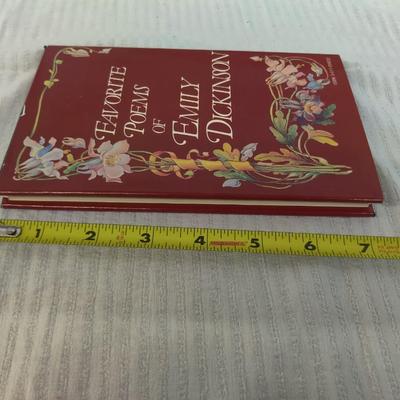 FAVORITE
POEMS
OF
EMILY
DICKINSON
1 2 3 4 5 6 7